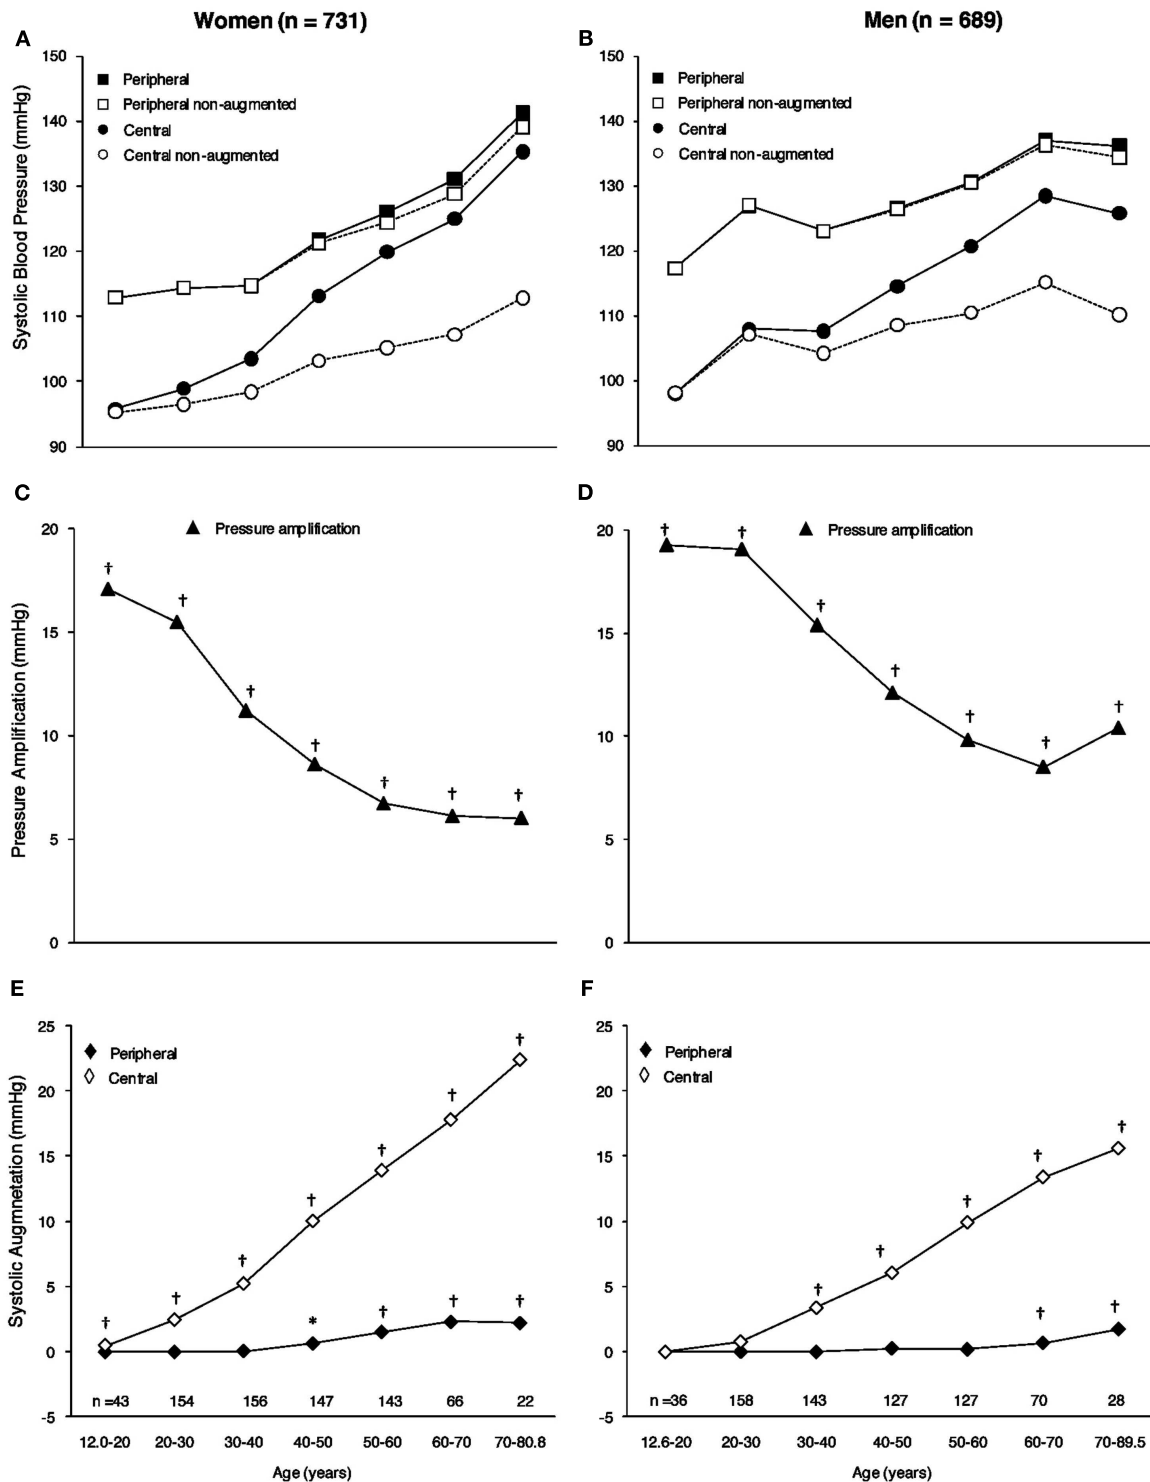 Women (n = 731)
Men (n = 689)
A
150
140
130
120
110
100
90
Systolic Blood Pressure (mmHg)
Peripheral
Peripheral non-augmented
Central
Central non-augmented
B
150
140
130
120
110
100
90
Peripheral
Peripheral non-augmented
Central
Central non-augmented
C
20
15
10
5
0
Pressure Amplification (mmHg)
Pressure amplification
† † † † † † †
D
20
15
10
5
0
Pressure amplification
† † † † † † †
E
25
20
15
10
5
0
-5
Systolic Augmnetation (mmHg)
Peripheral
Central
† † † † † † †
* † † †
n =43 154 156 147 143 66 22
12.0-20 20-30 30-40 40-50 50-60 60-70 70-80.8
Age (years)
F
25
20
15
10
5
0
-5
Peripheral
Central
† † † † †
† †
n =36 158 143 127 127 70 28
12.6-20 20-30 30-40 40-50 50-60 60-70 70-89.5
Age (years)